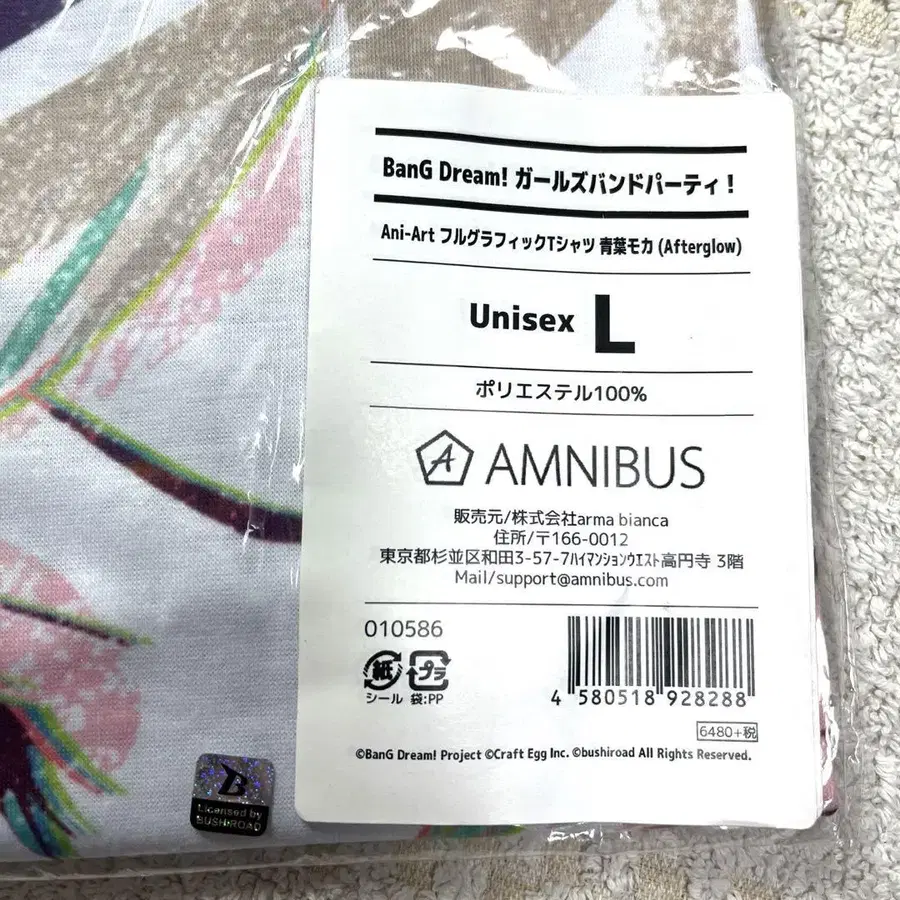 BanG Dream! ガールズバンドパーティ！
Ani-Art フルグラフィックTシャツ 青葉モカ (Afterglow)
Unisex L
ポリエステル100%
A AMNIBUS
販売元/株式会社arma bianca
住所/〒166-0012
東京都杉並区和田3-57-7ﾊｲﾏﾝｼｮﾝｳｴｽﾄ高円寺 3階
Mail/support@amnibus.com
010586
紙 プラ
シール 袋:PP
4 580518 928288
6480+税
©BanG Dream! Project ©Craft Egg Inc. ©bushiroad All Rights Reserved.
B
Licensed by
BUSHIROAD